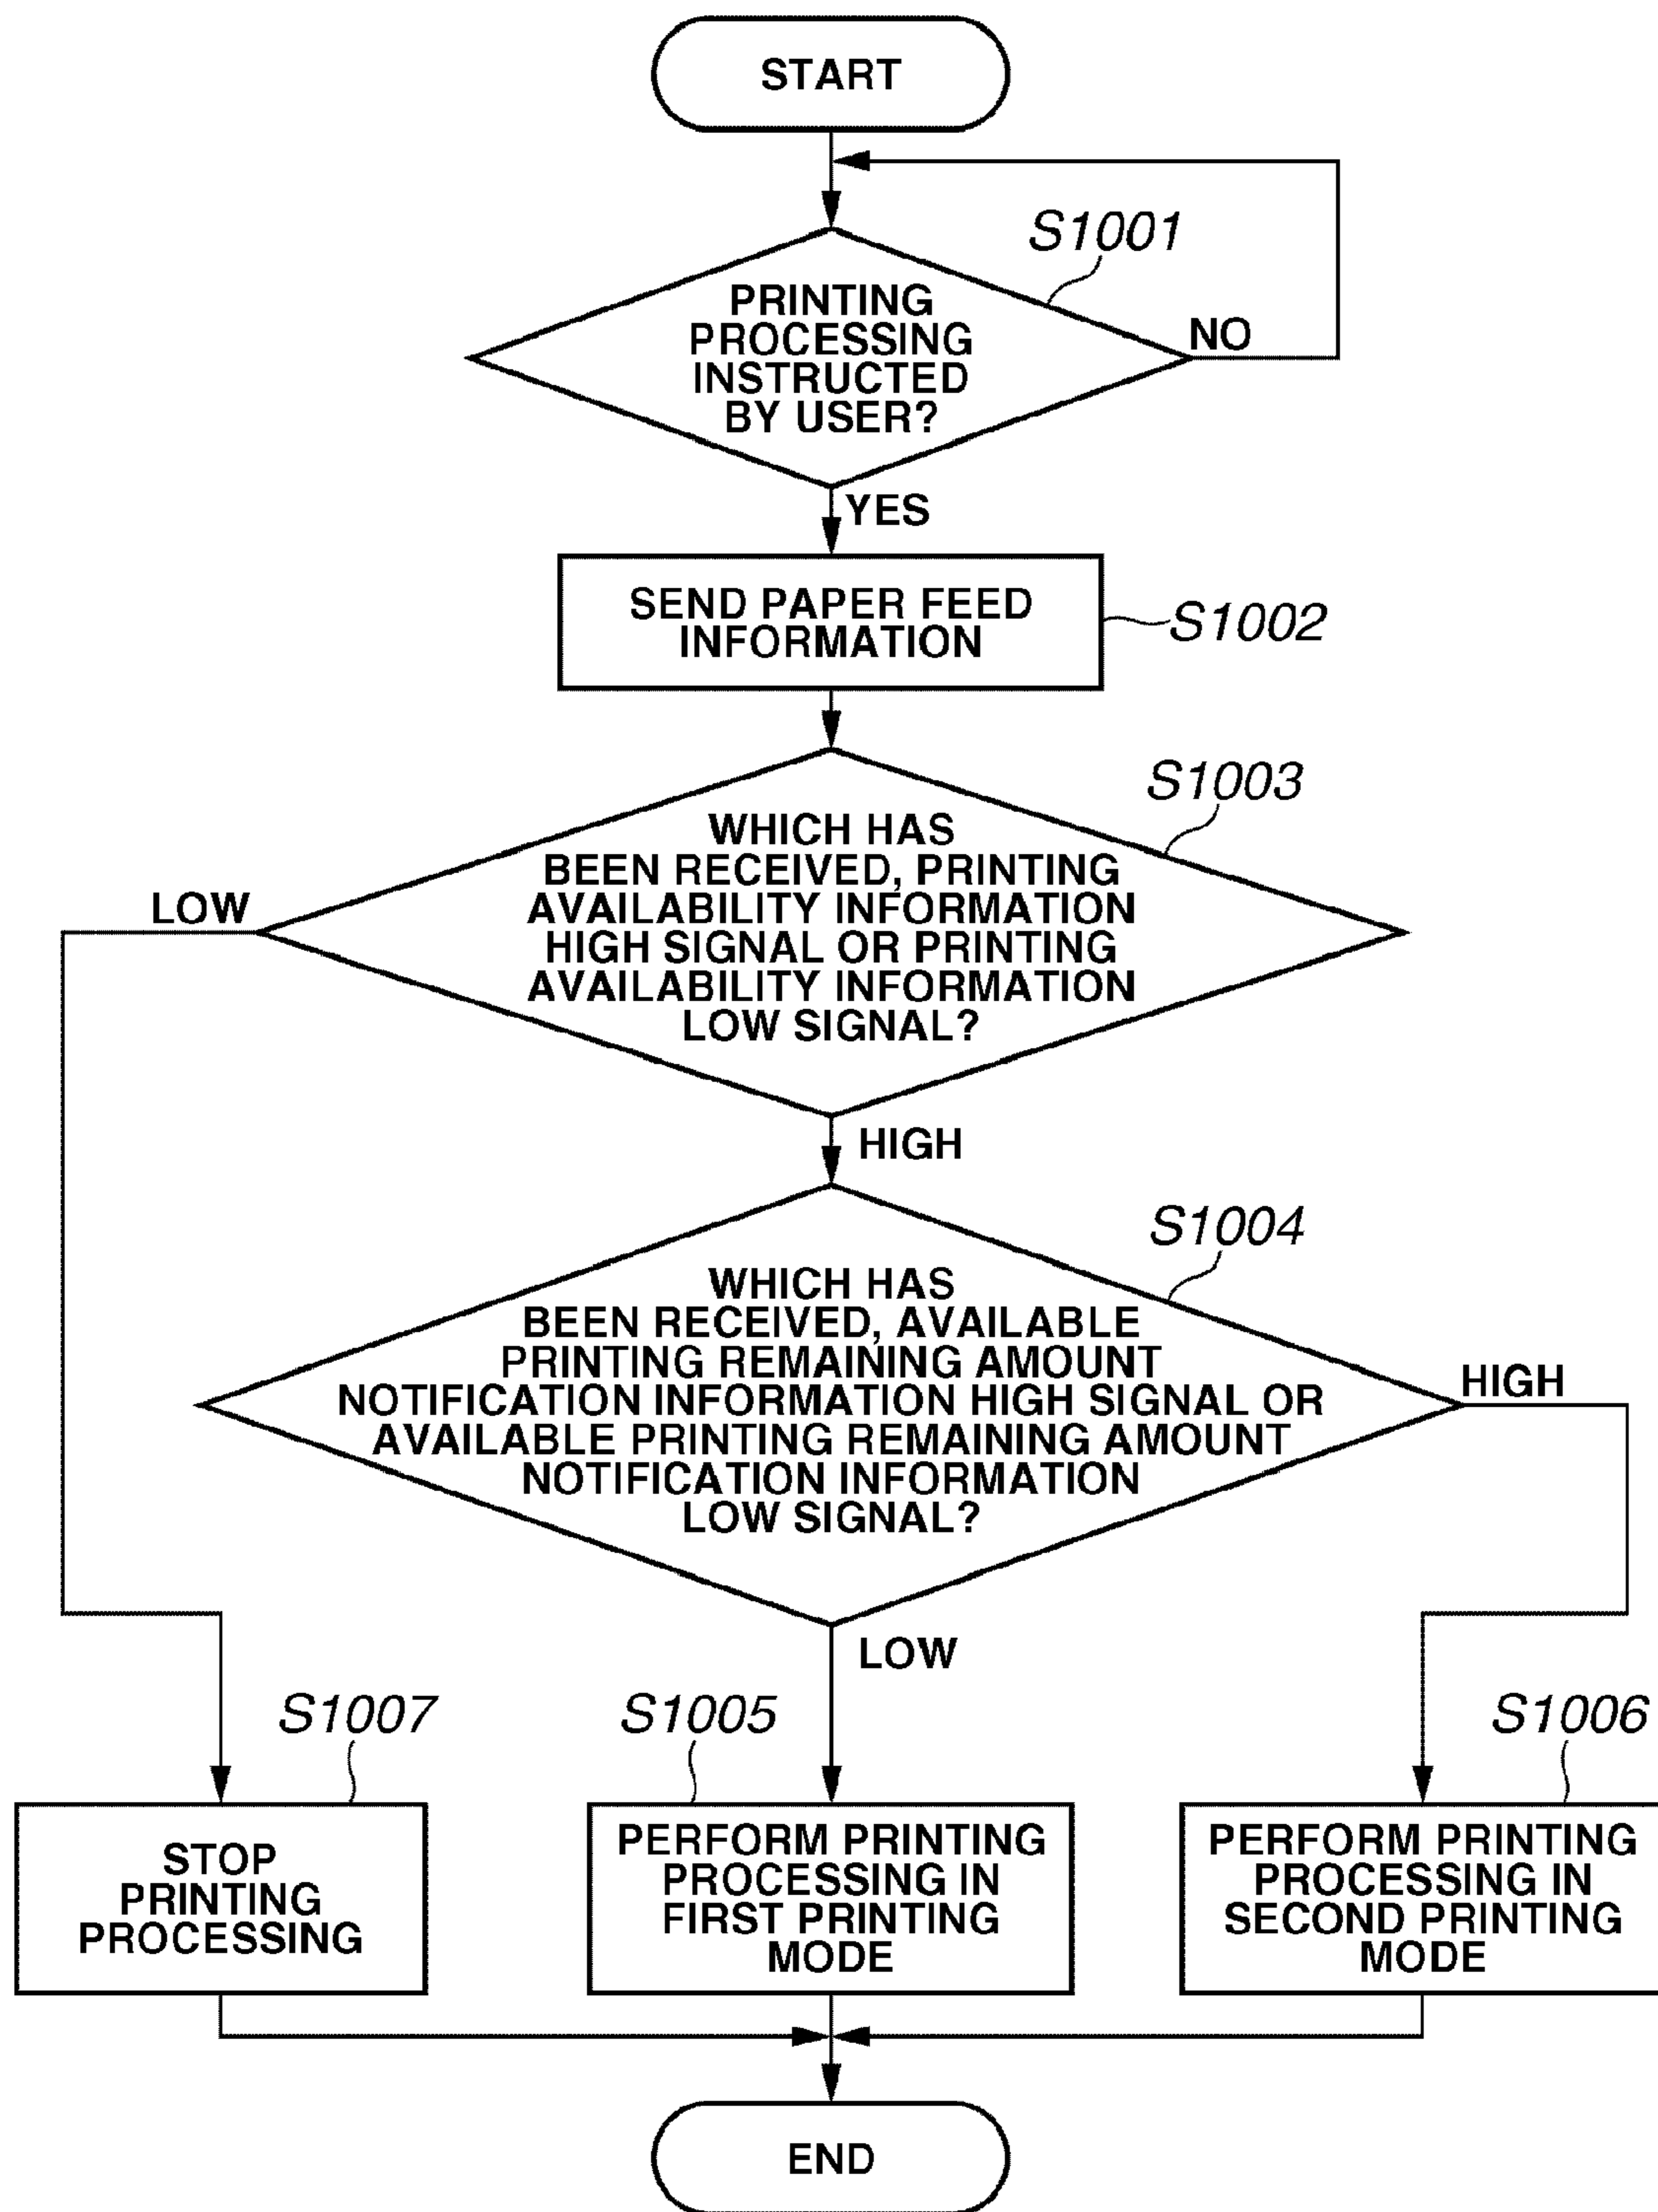 START
S1001
PRINTING
PROCESSING
INSTRUCTED
BY USER?
NO
YES
SEND PAPER FEED
INFORMATION
S1002
S1003
WHICH HAS
BEEN RECEIVED, PRINTING
AVAILABILITY INFORMATION
HIGH SIGNAL OR PRINTING
AVAILABILITY INFORMATION
LOW SIGNAL?
LOW
HIGH
S1004
WHICH HAS
BEEN RECEIVED, AVAILABLE
PRINTING REMAINING AMOUNT
NOTIFICATION INFORMATION HIGH SIGNAL OR
AVAILABLE PRINTING REMAINING AMOUNT
NOTIFICATION INFORMATION
LOW SIGNAL?
HIGH
LOW
S1007
STOP
PRINTING
PROCESSING
S1005
PERFORM PRINTING
PROCESSING IN
FIRST PRINTING
MODE
S1006
PERFORM PRINTING
PROCESSING IN
SECOND PRINTING
MODE
END